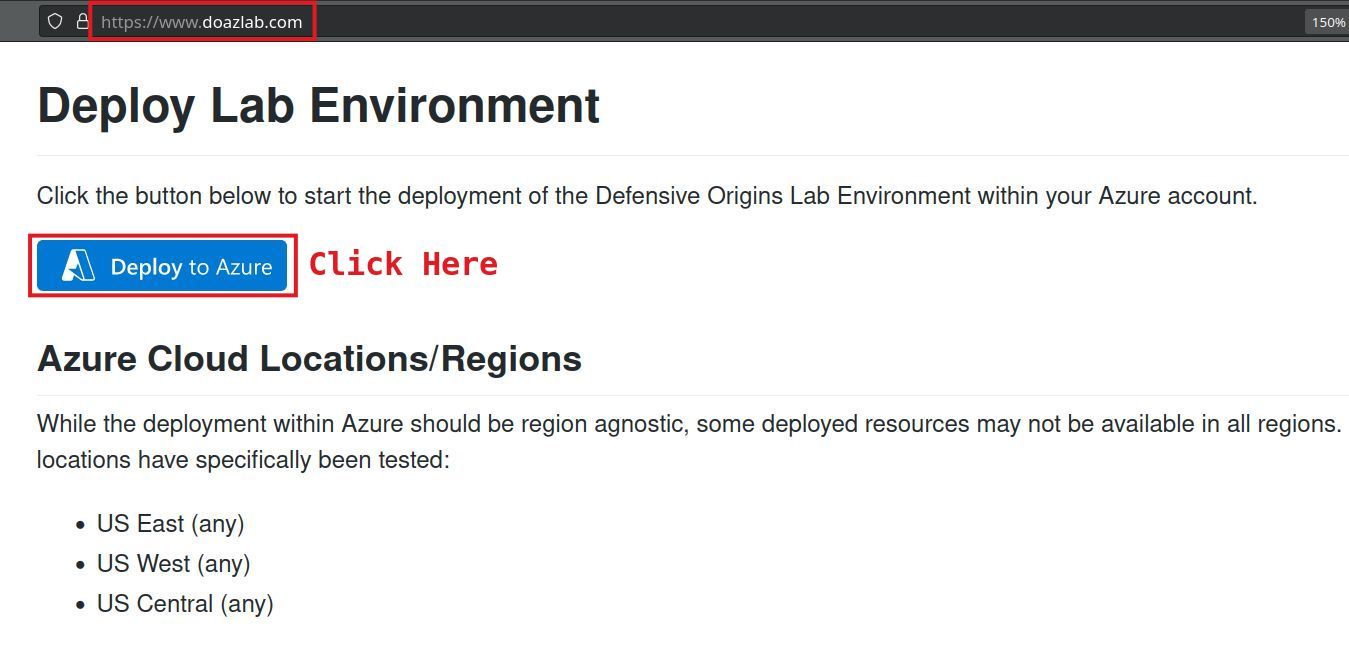 https://www.doazlab.com
150%
Deploy Lab Environment
Click the button below to start the deployment of the Defensive Origins Lab Environment within your Azure account.
Deploy to Azure
Click Here
Azure Cloud Locations/Regions
While the deployment within Azure should be region agnostic, some deployed resources may not be available in all regions.
locations have specifically been tested:
US East (any)
US West (any)
US Central (any)